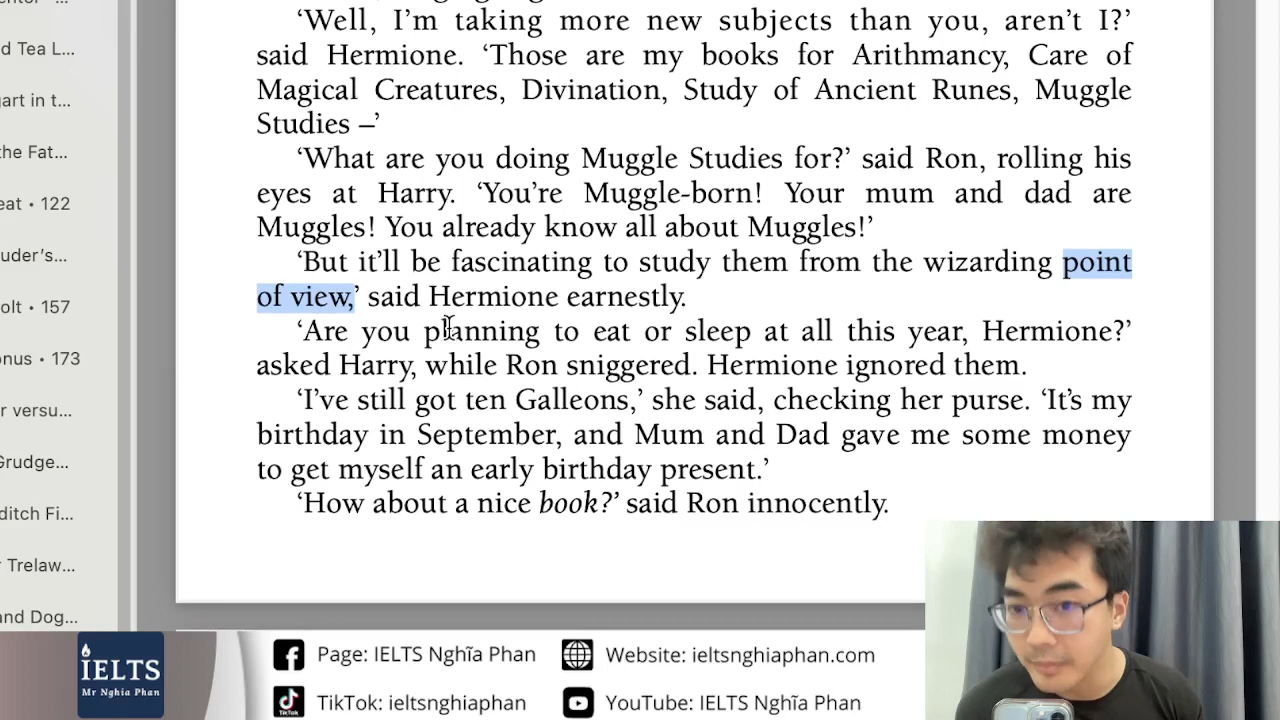 ‘Well, I’m taking more new subjects than you, aren’t I?’
said Hermione. ‘Those are my books for Arithmancy, Care of
Magical Creatures, Divination, Study of Ancient Runes, Muggle
Studies –’
‘What are you doing Muggle Studies for?’ said Ron, rolling his
eyes at Harry. ‘You’re Muggle-born! Your mum and dad are
Muggles! You already know all about Muggles!’
‘But it’ll be fascinating to study them from the wizarding point
of view,’ said Hermione earnestly.
‘Are you planning to eat or sleep at all this year, Hermione?’
asked Harry, while Ron sniggered. Hermione ignored them.
‘I’ve still got ten Galleons,’ she said, checking her purse. ‘It’s my
birthday in September, and Mum and Dad gave me some money
to get myself an early birthday present.’
‘How about a nice book?’ said Ron innocently.
d Tea L...
gart in t...
the Fat...
eat • 122
uder’s...
olt • 157
onus • 173
r versu...
Grudge...
ditch Fi...
r Trelaw...
and Dog...
IELTS
Mr Nghia Phan
Page: IELTS Nghĩa Phan
TikTok: ieltsnghiaphan
Website: ieltsnghiaphan.com
YouTube: IELTS Nghĩa Phan